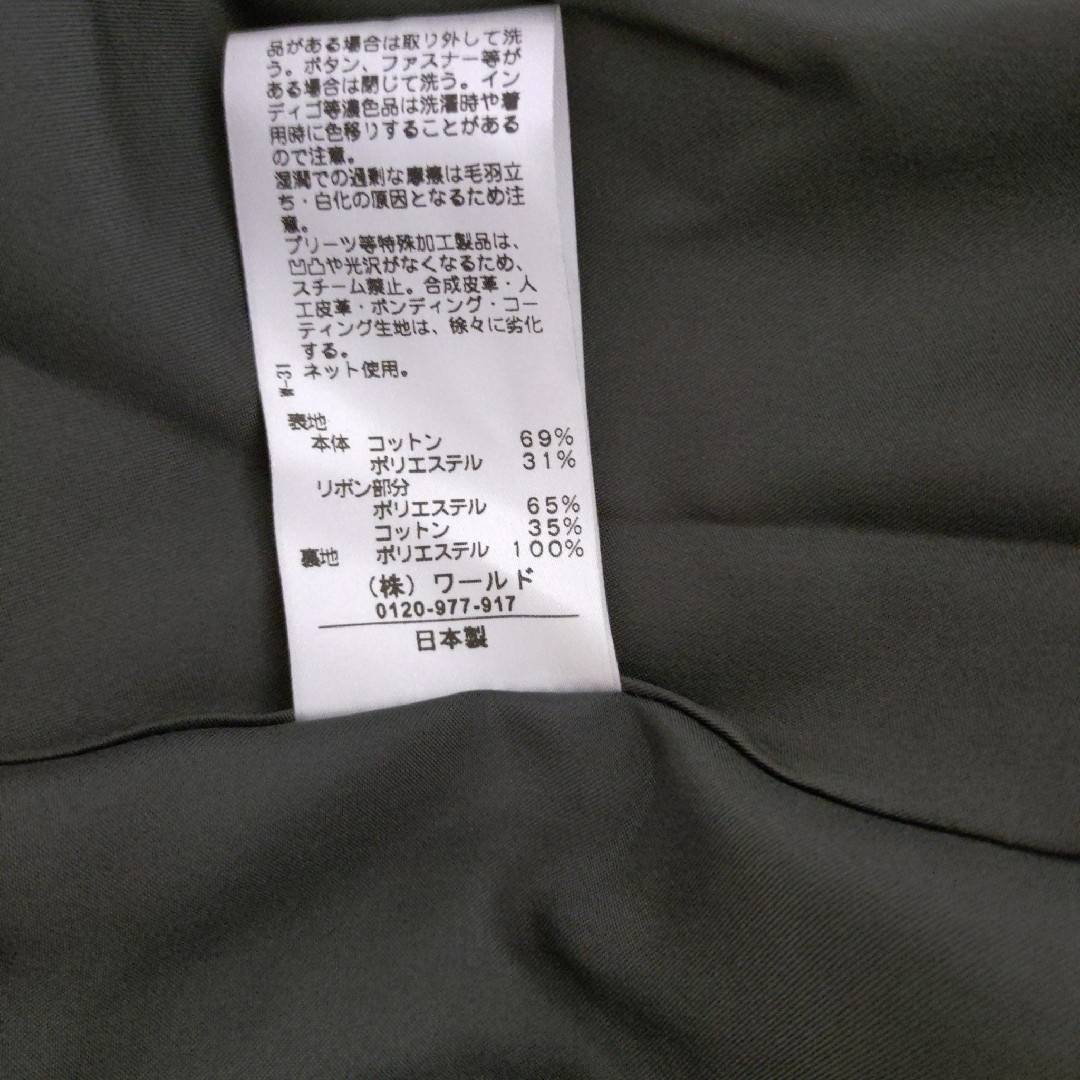 品がある場合は取り外して洗
う。ボタン、ファスナー等が
ある場合は閉じて洗う。イン
ディゴ等濃色品は洗濯時や着
用時に色移りすることがある
ので注意。
湿潤での過剰な摩擦は毛羽立
ち・白化の原因となるため注
意。
プリーツ等特殊加工製品は、
凹凸や光沢がなくなるため、
スチーム禁止。合成皮革・人
工皮革・ボンディング・コー
ティング生地は、徐々に劣化
する。
ネット使用。
W-31
表地
本体 コットン 69%
ポリエステル 31%
リボン部分
ポリエステル 65%
コットン 35%
裏地 ポリエステル 100%
(株)ワールド
0120-977-917
日本製